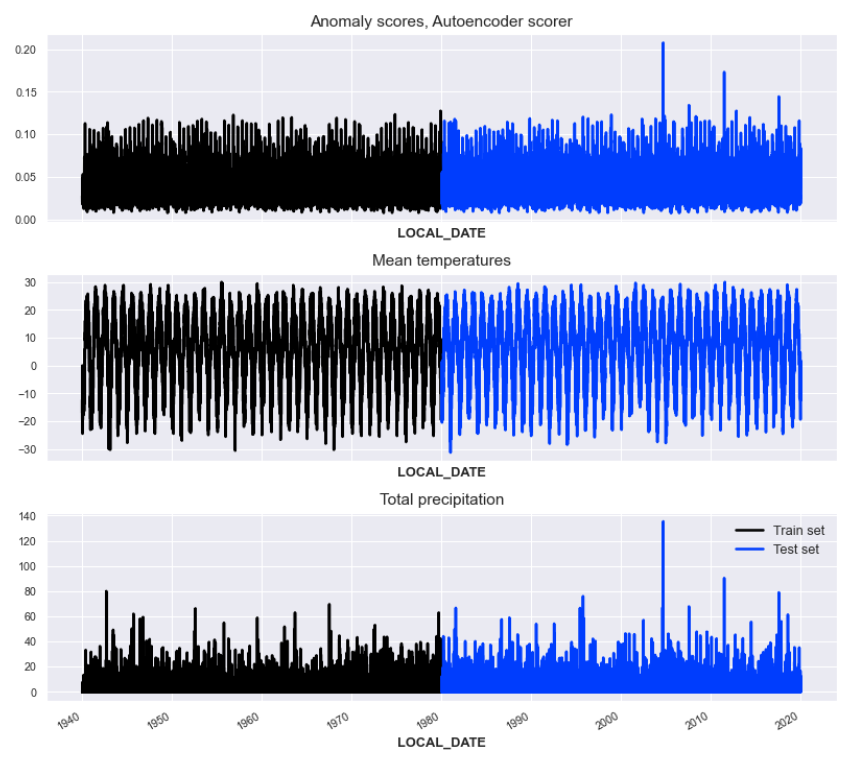 Anomaly scores, Autoencoder scorer
0.20
0.15
0.10
0.05
0.00
LOCAL_DATE
Mean temperatures
30
20
10
0
−10
−20
−30
LOCAL_DATE
Total precipitation
140
120
100
80
60
40
20
0
Train set
Test set
1940 1950 1960 1970 1980 1990 2000 2010 2020
LOCAL_DATE